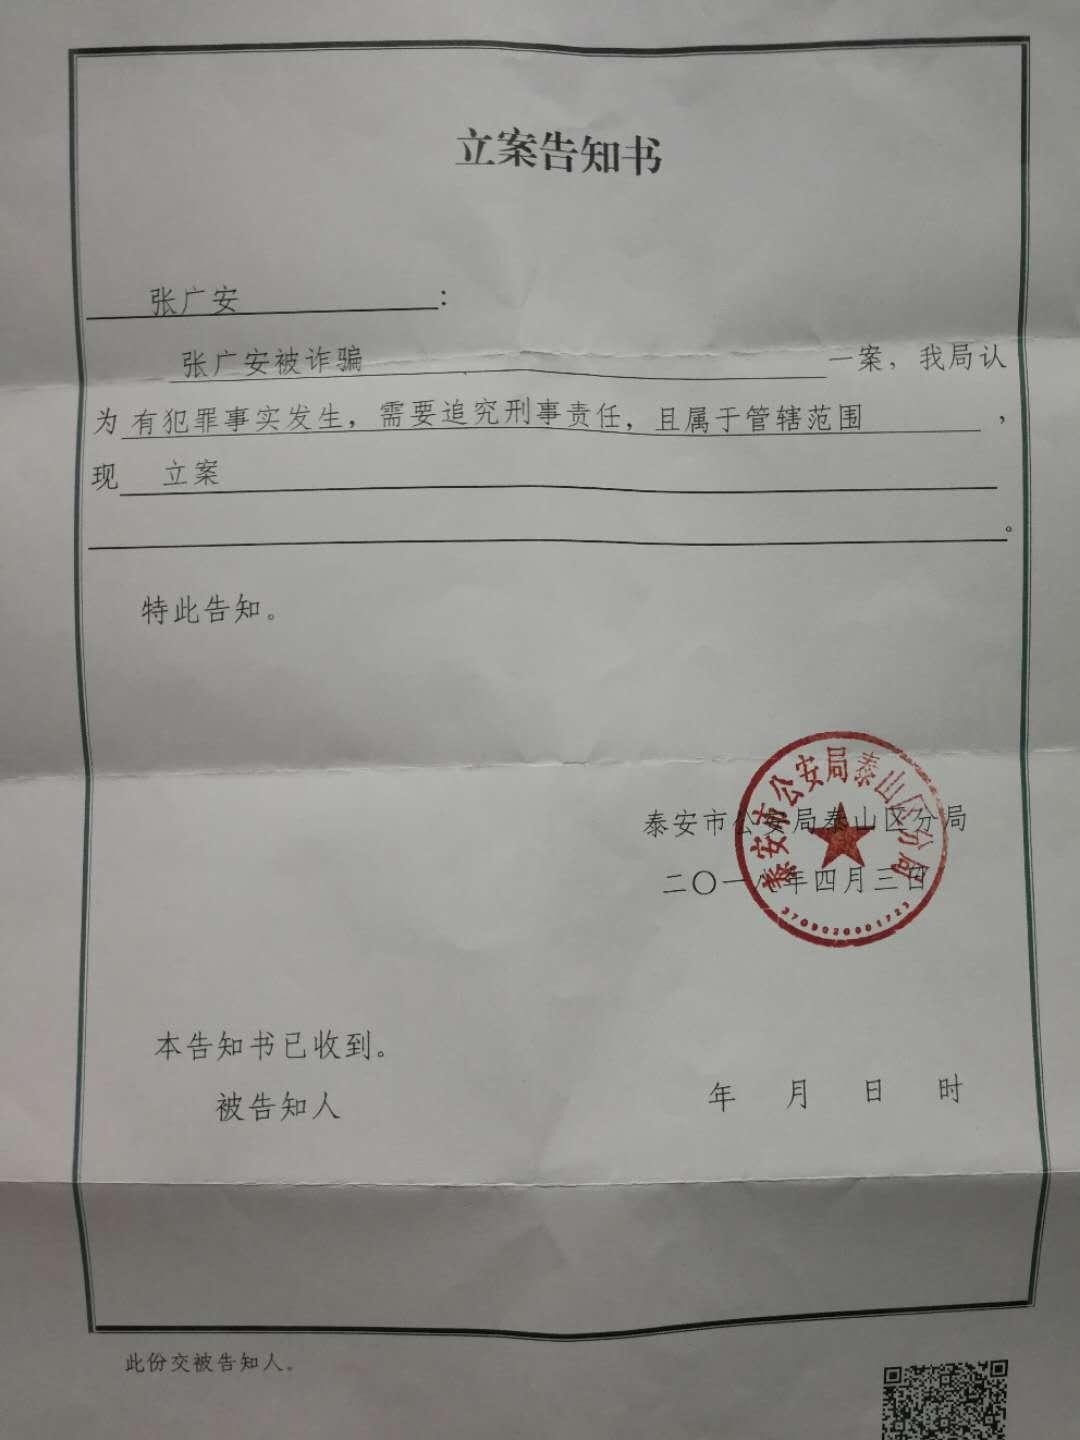 立案告知书
张广安：
张广安被诈骗一案，我局认
为有犯罪事实发生，需要追究刑事责任，且属于管辖范围，
现 立案
。
特此告知。
泰安市公安局泰山区分局
二〇一八年四月三日
泰安市公安局泰山区分局
3709020001723
本告知书已收到。
被告知人 年 月 日 时
此份交被告知人。